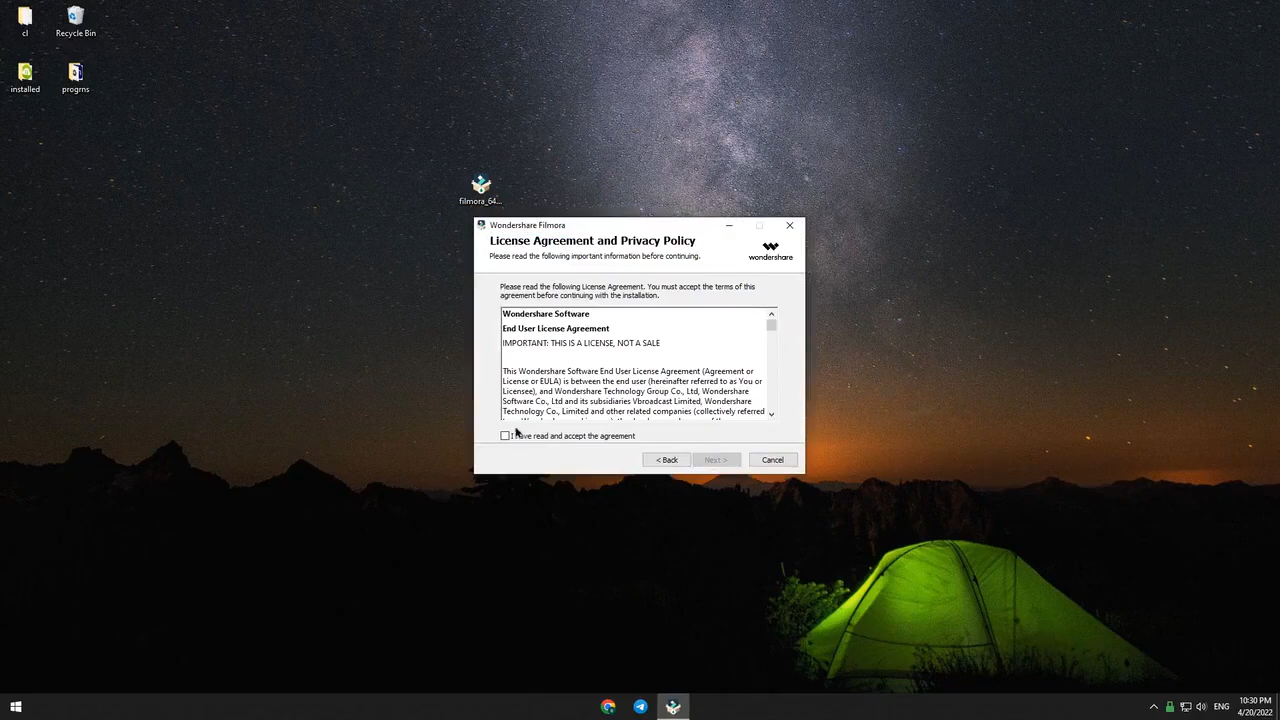 cl
Recycle Bin
installed
progrns
filmora_64...
Wondershare Filmora
License Agreement and Privacy Policy
Please read the following important information before continuing.
wondershare
Please read the following License Agreement. You must accept the terms of this
agreement before continuing with the installation.
Wondershare Software
End User License Agreement
IMPORTANT: THIS IS A LICENSE, NOT A SALE
This Wondershare Software End User License Agreement (Agreement or
License or EULA) is between the end user (hereinafter referred to as You or
Licensee), and Wondershare Technology Group Co., Ltd, Wondershare
Software Co., Ltd and its subsidiaries Vbroadcast Limited, Wondershare
Technology Co., Limited and other related companies (collectively referred
I have read and accept the agreement
< Back
Next >
Cancel
ENG
10:30 PM
4/20/2022